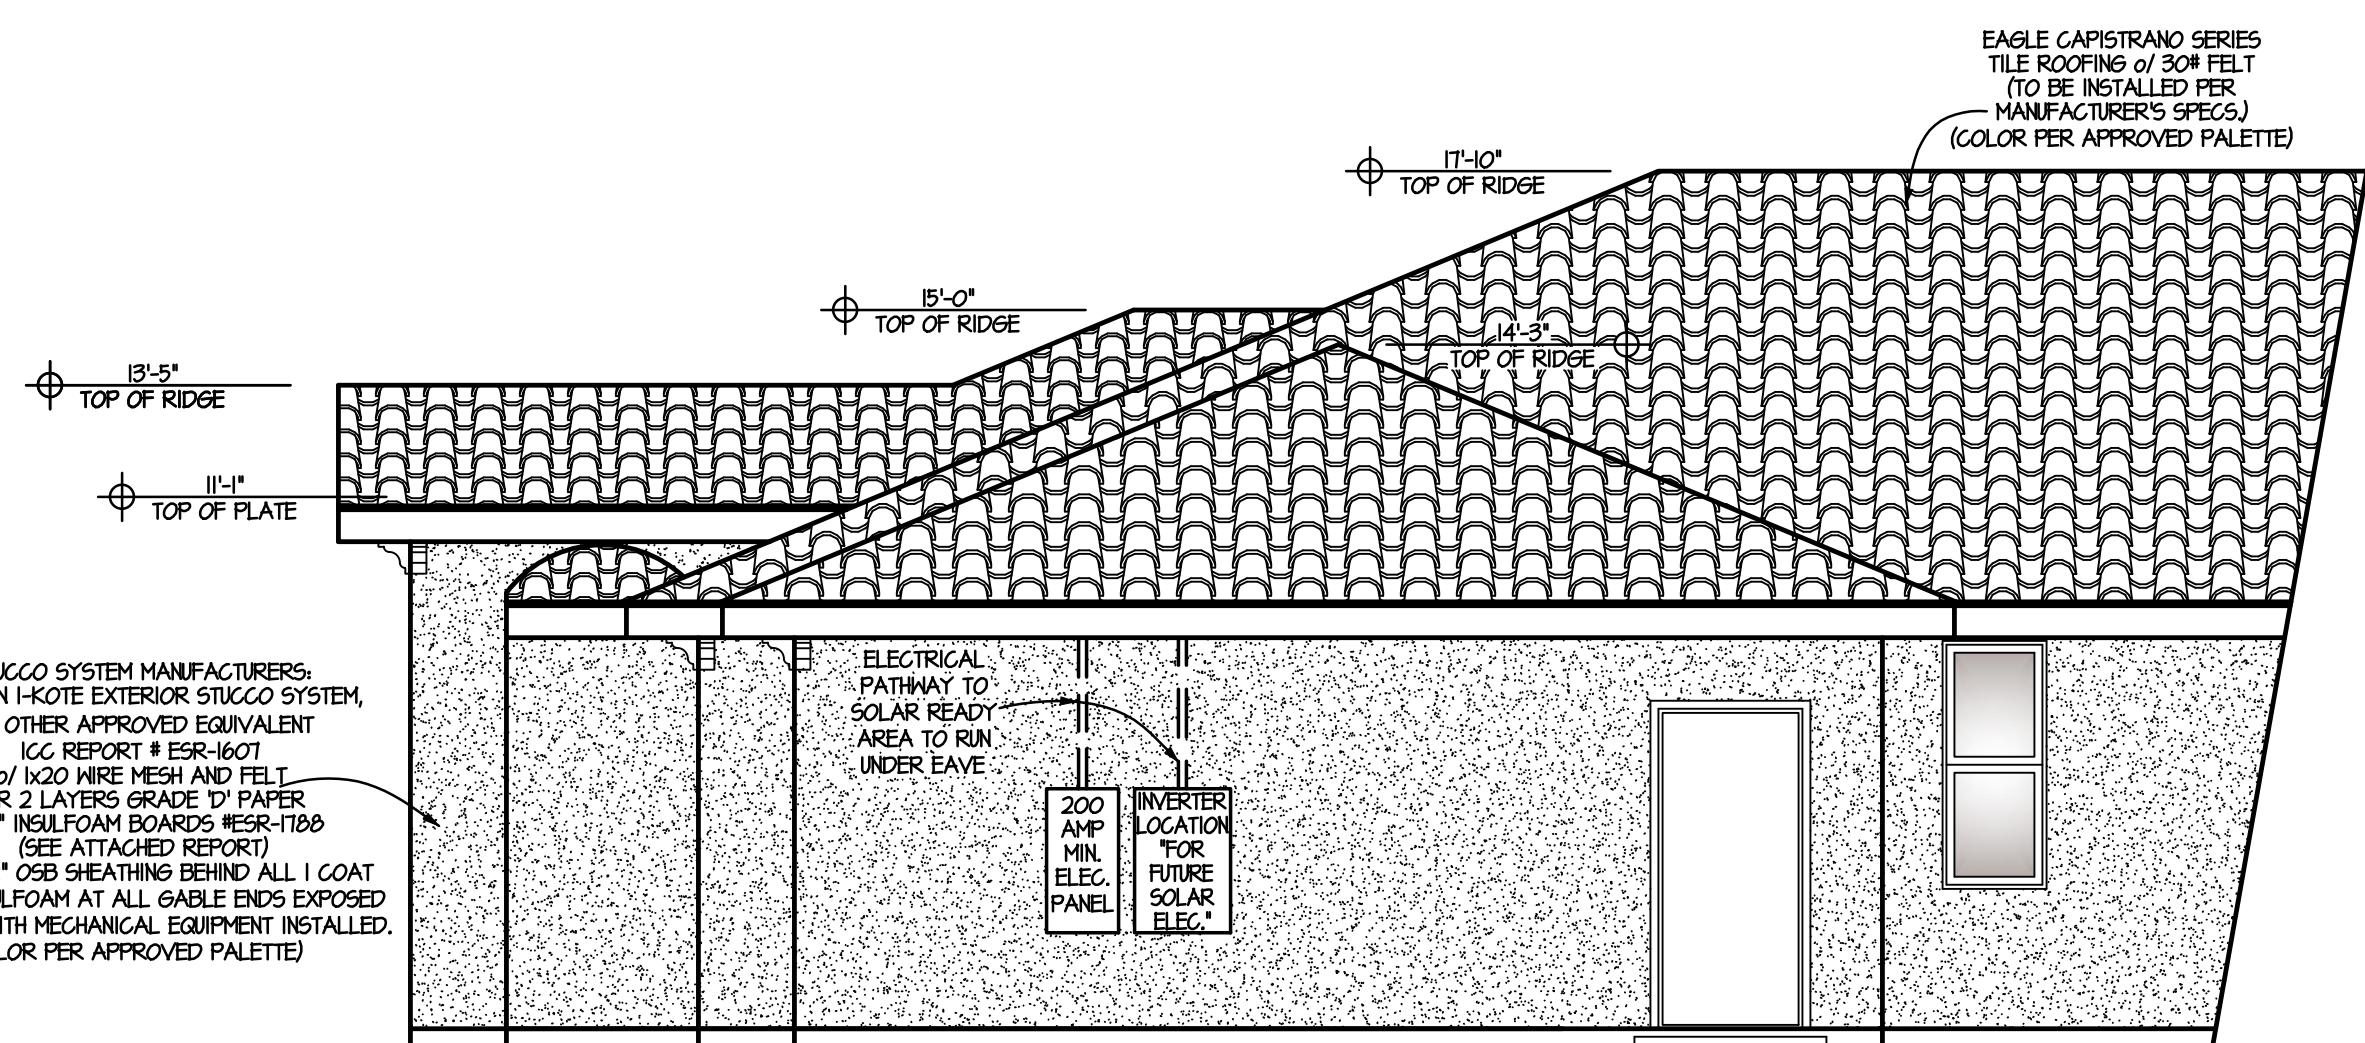 EAGLE CAPISTRANO SERIES
TILE ROOFING o/ 30# FELT
(TO BE INSTALLED PER
MANUFACTURER'S SPECS.)
(COLOR PER APPROVED PALETTE)
17'-10"
TOP OF RIDGE
15'-0"
TOP OF RIDGE
14'-3"
TOP OF RIDGE
13'-5"
TOP OF RIDGE
11'-1"
TOP OF PLATE
SYSTEM MANUFACTURERS:
I-KOTE EXTERIOR STUCCO SYSTEM,
OTHER APPROVED EQUIVALENT
ICC REPORT # ESR-1607
o/ 1x20 WIRE MESH AND FELT
2 LAYERS GRADE 'D' PAPER
" INSULFOAM BOARDS #ESR-1788
(SEE ATTACHED REPORT)
" OSB SHEATHING BEHIND ALL 1 COAT
AT ALL GABLE ENDS EXPOSED
MECHANICAL EQUIPMENT INSTALLED.
PER APPROVED PALETTE)
ELECTRICAL
PATHWAY TO
SOLAR READY
AREA TO RUN
UNDER EAVE
200
AMP
MIN.
ELEC.
PANEL
INVERTER
LOCATION
"FOR
FUTURE
SOLAR
ELEC."